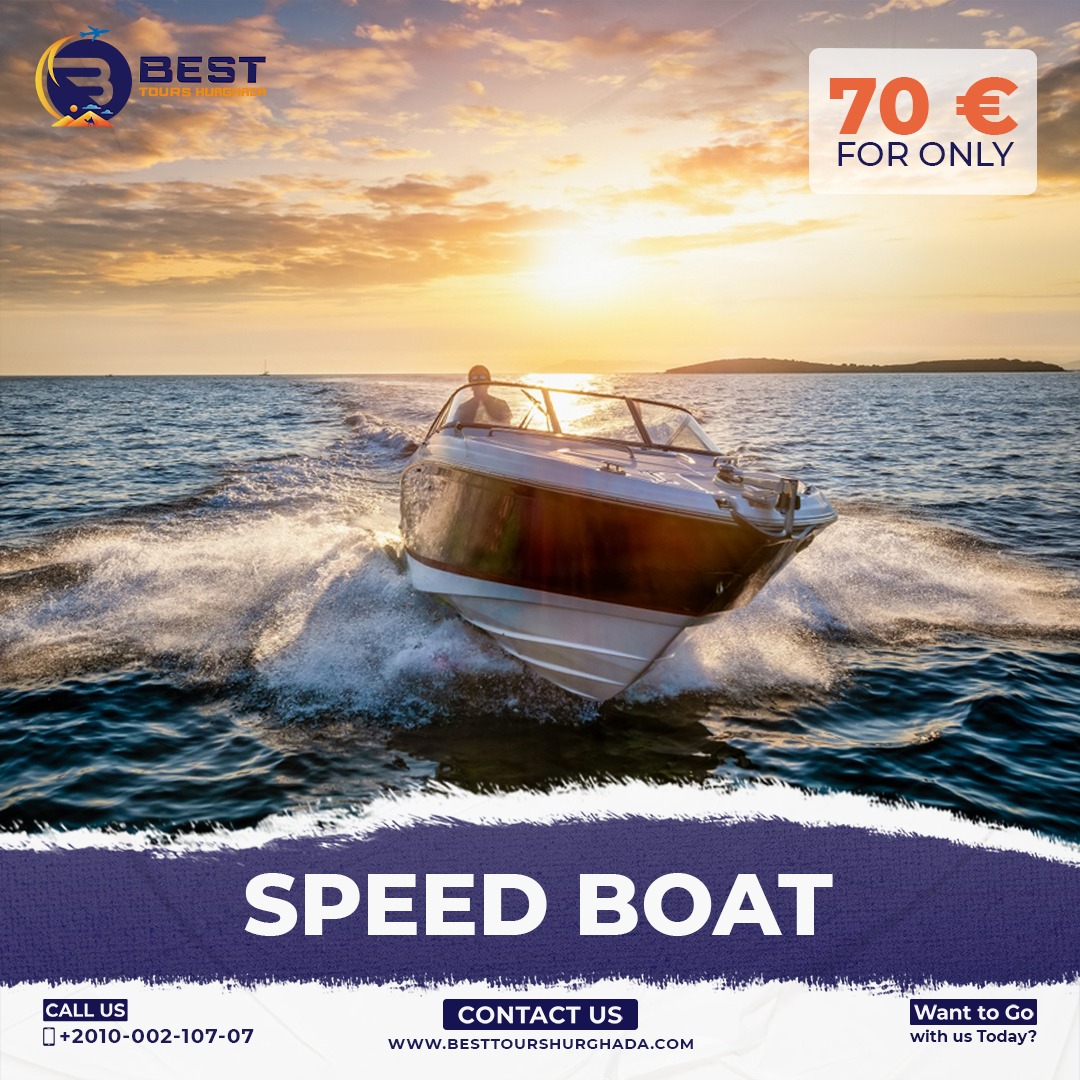 BEST
TOURS HURGHADA
70 €
FOR ONLY
SPEED BOAT
CALL US
+2010-002-107-07
CONTACT US
WWW.BESTTOURSHURGHADA.COM
Want to Go
with us Today?